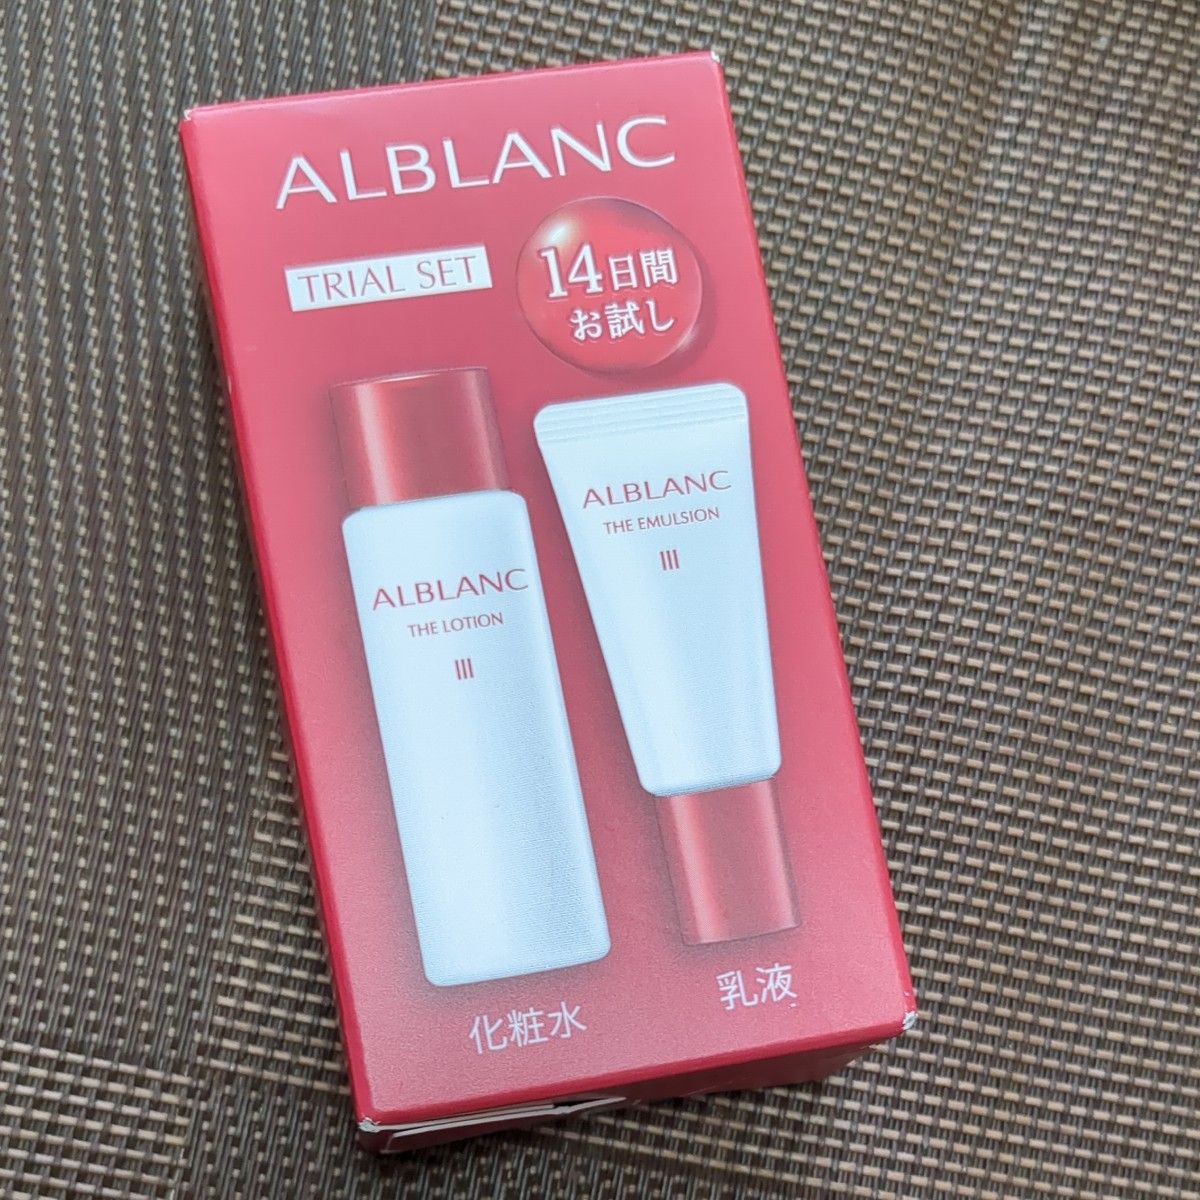 ALBLANC
TRIAL SET
14日間
お試し
ALBLANC
THE LOTION
III
ALBLANC
THE EMULSION
III
化粧水
乳液